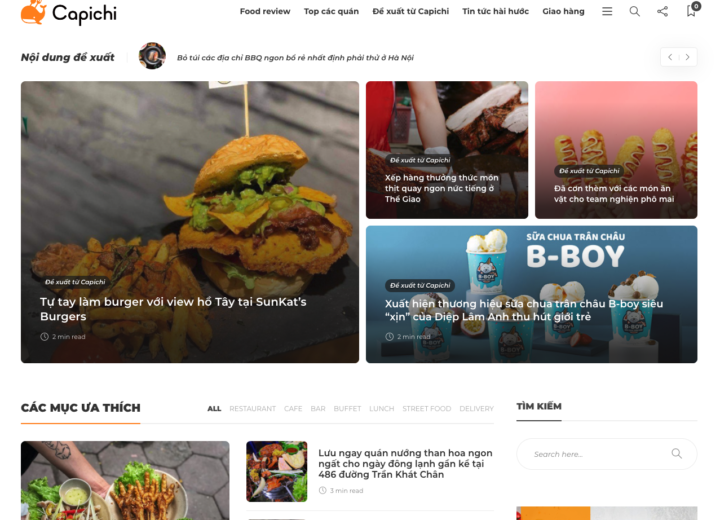 Capichi
Food review Top các quán Đề xuất từ Capichi Tin tức hài hước Giao hàng
0
Nội dung đề xuất
Bỏ túi các địa chỉ BBQ ngon bổ rẻ nhất định phải thử ở Hà Nội
Đề xuất từ Capichi
Tự tay làm burger với view hồ Tây tại SunKat's
Burgers
2 min read
Đề xuất từ Capichi
Xếp hàng thưởng thức món
thịt quay ngon nức tiếng ở
Thế Giao
Đề xuất từ Capichi
Đã cơn thèm với các món ăn
vặt cho team nghiện phô mai
SỮA CHUA TRÂN CHÂU
B-BOY
Đề xuất từ Capichi
Xuất hiện thương hiệu sữa chua trân châu B-boy siêu
“xịn” của Diệp Lâm Anh thu hút giới trẻ
2 min read
CÁC MỤC ƯA THÍCH
ALL RESTAURANT CAFE BAR BUFFET LUNCH STREET FOOD DELIVERY
Lưu ngay quán nướng than hoa ngon
ngất cho ngày đông lạnh gần kề tại
486 đường Trần Khát Chân
3 min read
TÌM KIẾM
Search here...